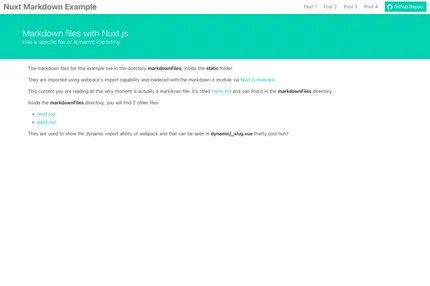 Nuxt Markdown Example
Post 1
Post 2
Post 3
Post 4
Github Repo
Markdown files with Nuxt.js
Use a specific file or dynamic importing
The markdown files for this example live in the directory markdownFiles, inside the static folder.
They are imported using webpack's import capability and loadered with the markdown-it module via Nuxt.js modules.
This content you are reading at this very moment is actually a markdown file. It's titled home.md and can find it in the markdownFiles directory.
Inside the markdownFiles directory, you will find 2 other files
test1.md
test2.md
They are used to show the dynamic import ability of webpack and that can be seen in dynamic/_slug.vue Pretty cool huh?